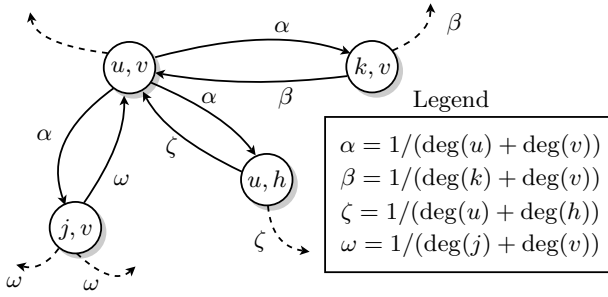 α
β
u, v
k, v
β
α
Legend
α
ζ
ω
u, h
α = 1/(deg(u) + deg(v))
β = 1/(deg(k) + deg(v))
ζ = 1/(deg(u) + deg(h))
ω = 1/(deg(j) + deg(v))
j, v
ζ
ω
ω